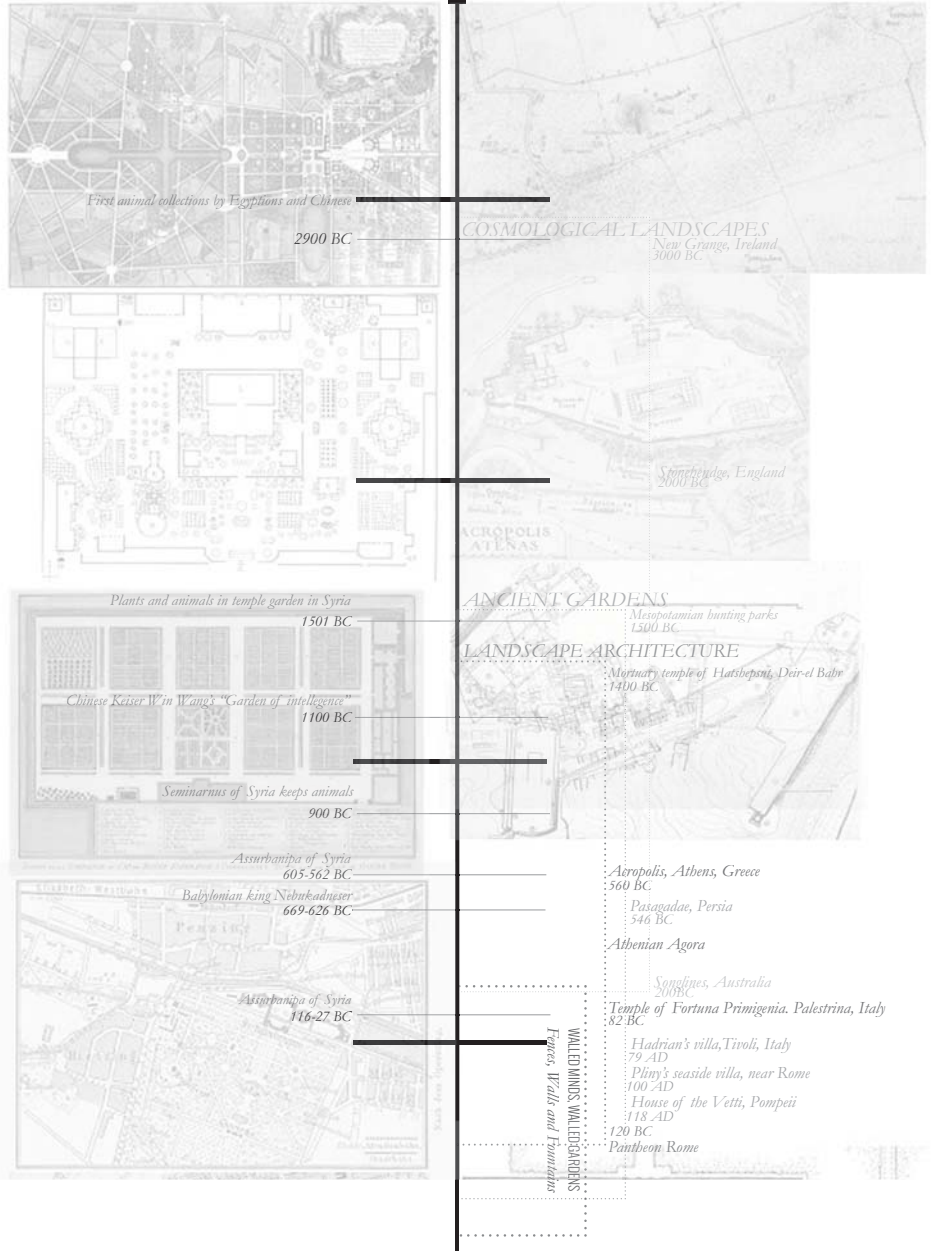 First animal collections by Egyptions and Chinese
2900 BC
COSMOLOGICAL LANDSCAPES
New Grange, Ireland
3000 BC
Stonehendge, England
2000 BC
ACROPOLIS
ATENAS
Plants and animals in temple garden in Syria
1501 BC
ANCIENT GARDENS
Mesopotamian hunting parks
1500 BC
LANDSCAPE ARCHITECTURE
Mortuary temple of Hatshepsut, Deir-el Bahr
1400 BC
Chinese Keiser Win Wang's "Garden of intellegence"
1100 BC
Seminarnus of Syria keeps animals
900 BC
Assurbanipa of Syria
605-562 BC
Acropolis, Athens, Greece
560 BC
Babylonian king Nebukadneser
669-626 BC
Pasagadae, Persia
546 BC
Athenian Agora
Penzing
Songlines, Australia
200BC
Assurbanipa of Syria
116-27 BC
Temple of Fortuna Primigenia. Palestrina, Italy
82 BC
Hadrian's villa,Tivoli, Italy
79 AD
Pliny's seaside villa, near Rome
100 AD
House of the Vetti, Pompeii
118 AD
120 BC
Pantheon Rome
WALLED MINDS, WALLED GARDENS
Fences, Walls and Fountains